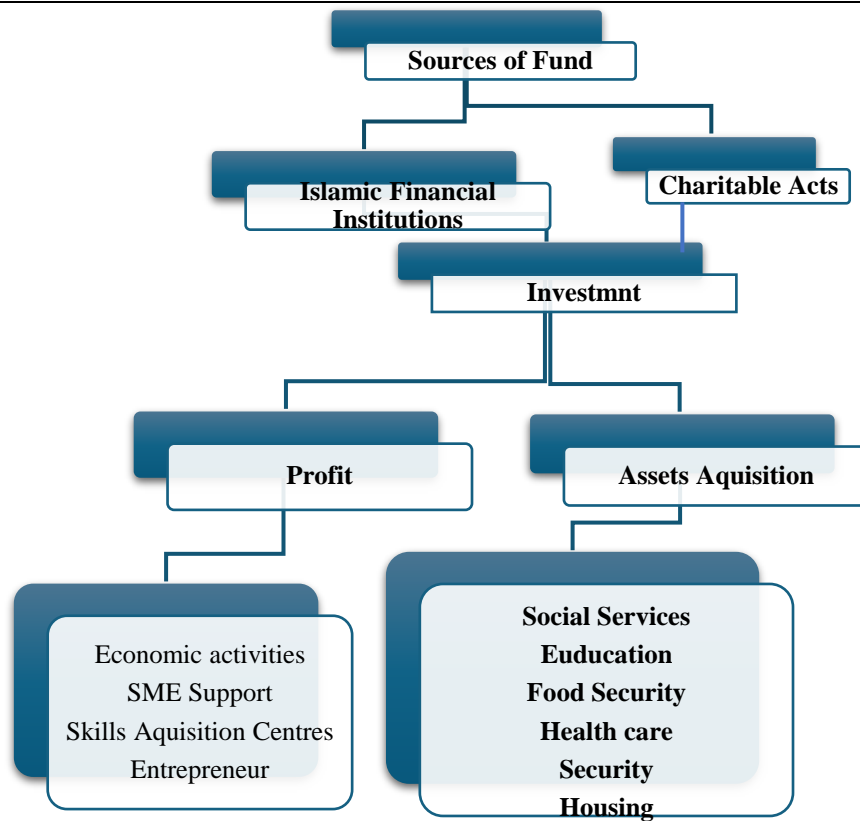 Sources of Fund
Islamic Financial
Institutions
Charitable Acts
Investmnt
Profit
Assets Aquisition
Economic activities
SME Support
Skills Aquisition Centres
Entrepreneur
Social Services
Euducation
Food Security
Health care
Security
Housing